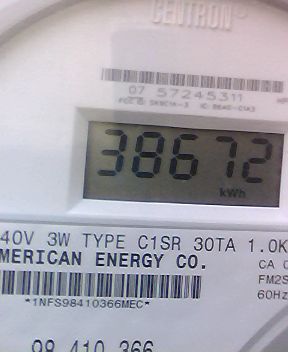 CENTRON®
07 57245311
38672
kWh
40V 3W TYPE C1SR 30TA 1.0K
MERICAN ENERGY CO.
CA 0
FM2S
*1NFS98410366MEC*
60Hz
98 410 366